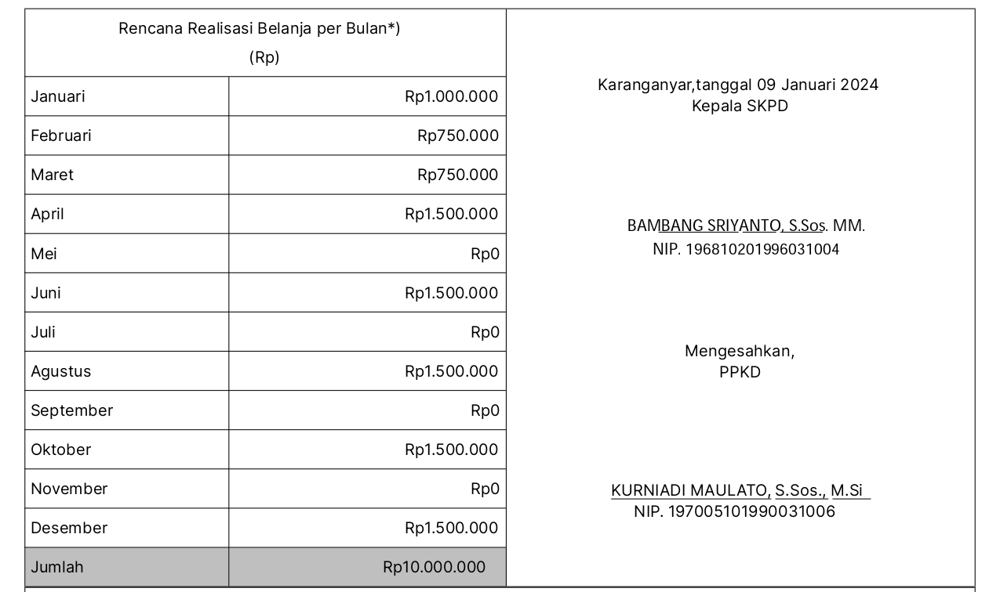 Rencana Realisasi Belanja per Bulan*)
(Rp)
Januari Rp1.000.000
Februari Rp750.000
Maret Rp750.000
April Rp1.500.000
Mei Rp0
Juni Rp1.500.000
Juli Rp0
Agustus Rp1.500.000
September Rp0
Oktober Rp1.500.000
November Rp0
Desember Rp1.500.000
Jumlah Rp10.000.000
Karanganyar,tanggal 09 Januari 2024
Kepala SKPD
BAMBANG SRIYANTO, S.Sos. MM.
NIP. 196810201996031004
Mengesahkan,
PPKD
KURNIADI MAULATO, S.Sos., M.Si
NIP. 197005101990031006